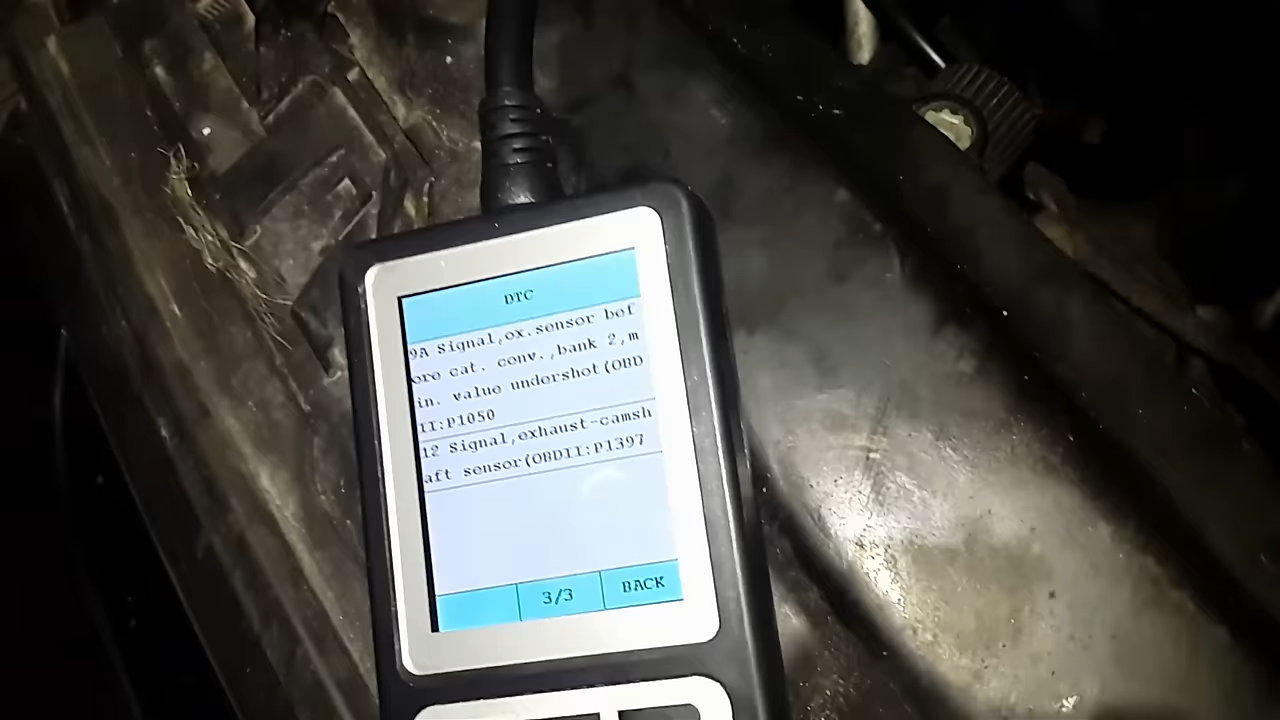 DTC
9A Signal,ox.sensor bef
ore cat. conv.,bank 2,m
in. value undershot(OBD
II:P1050
12 Signal,exhaust-camsh
aft sensor(OBDII:P1397
3/3 BACK